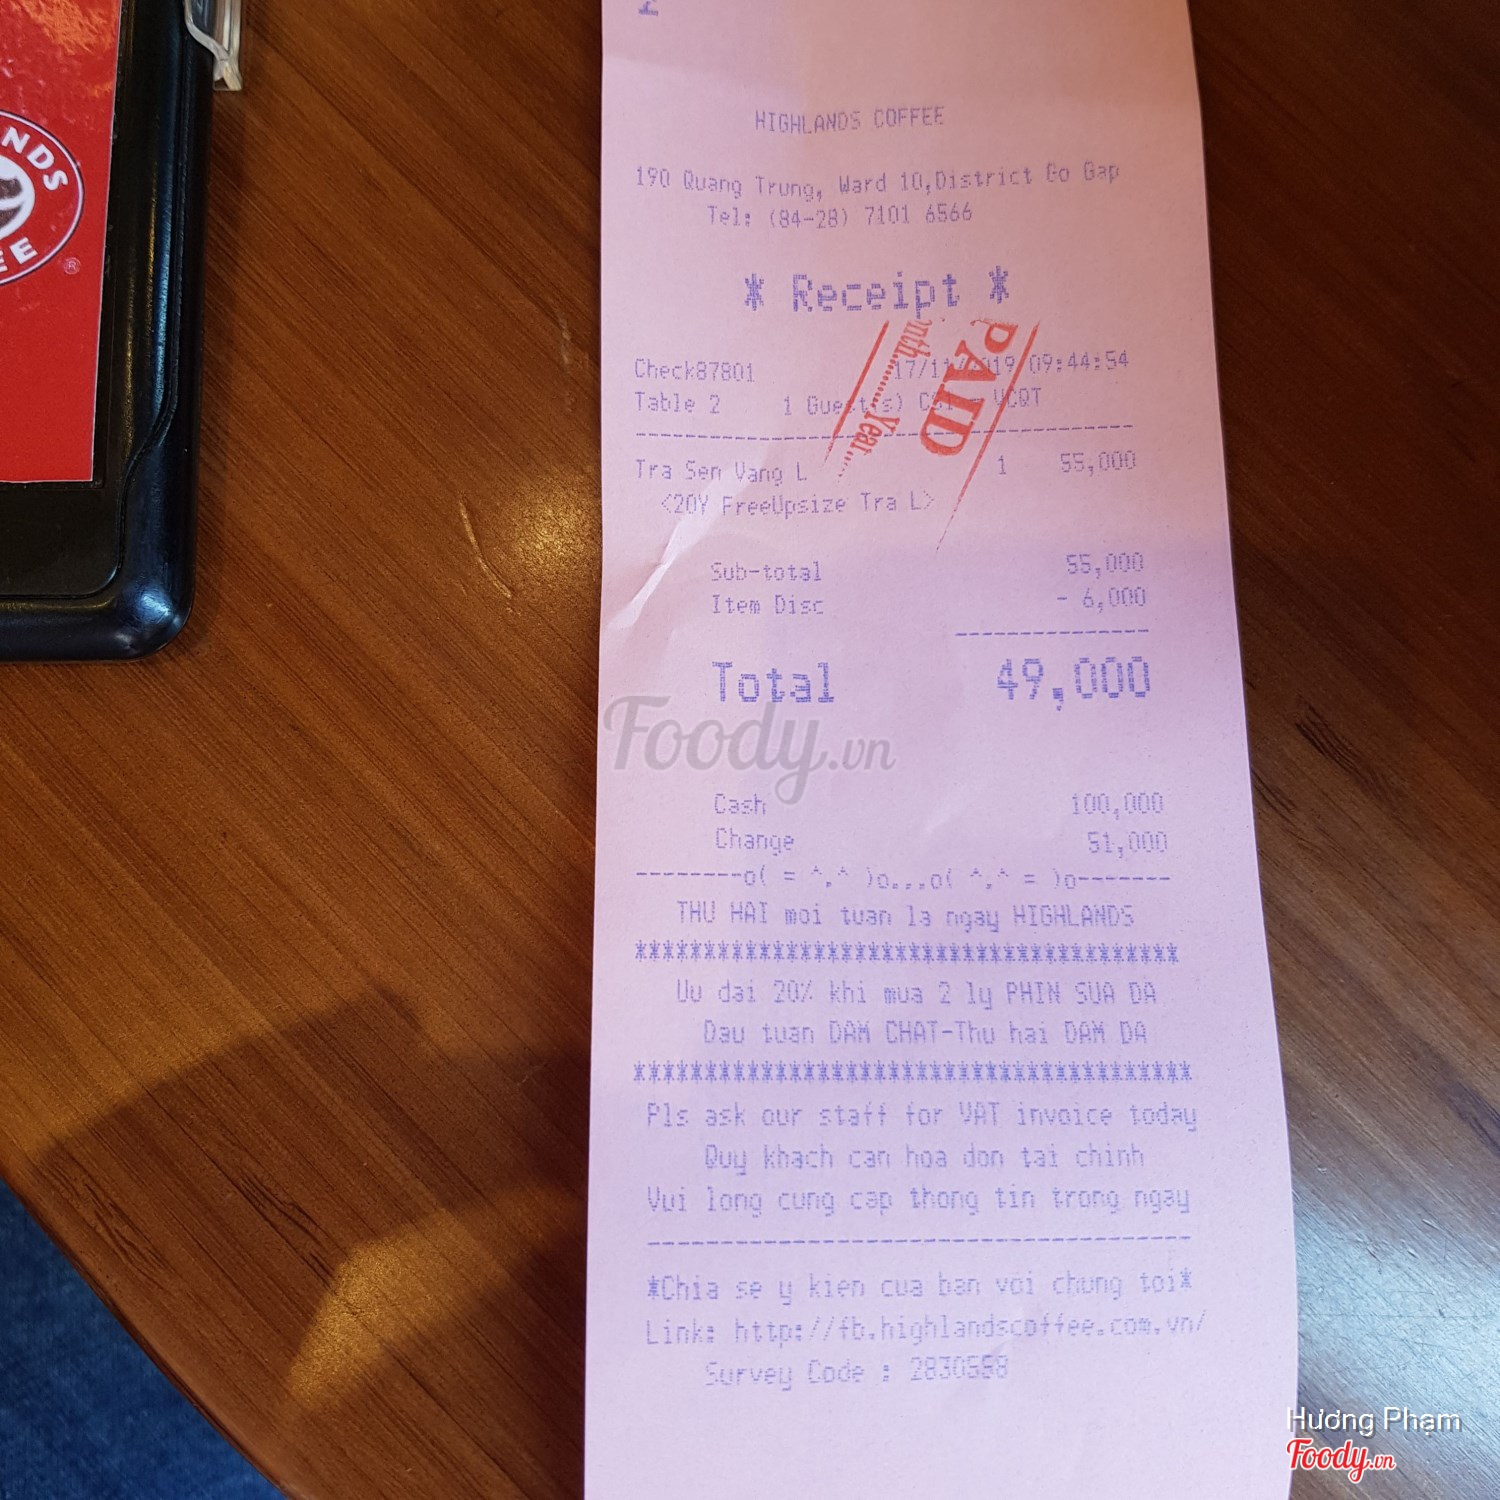 NDS
EE
®
HIGHLANDS COFFEE
190 Quang Trung, Ward 10,District Go Gap
Tel: (84-28) 7101 6566
* Receipt *
PAID
Check87801 17/11/2019 09:44:54
Table 2 1 Guest(s) VCQT
Tra Sen Vang L 1 55,000
<20Y FreeUpsize Tra L>
Sub-total 55,000
Item Disc - 6,000
Total 49,000
Foody.vn
Cash 100,000
Change 51,000
--------o( = ^.^ )o...o( ^.^ = )o-------
THU HAI moi tuan la ngay HIGHLANDS
****************************************
Uu dai 20% khi mua 2 ly PHIN SUA DA
Dau tuan DAM CHAT-Thu hai DAM DA
****************************************
Pls ask our staff for VAT invoice today
Quy khach can hoa don tai chinh
Vui long cung cap thong tin trong ngay
*Chia se y kien cua ban voi chung toi*
Link: http://fb.highlandscoffee.com.vn/
Survey Code : 2830558
Hương Phạm
Foody.vn